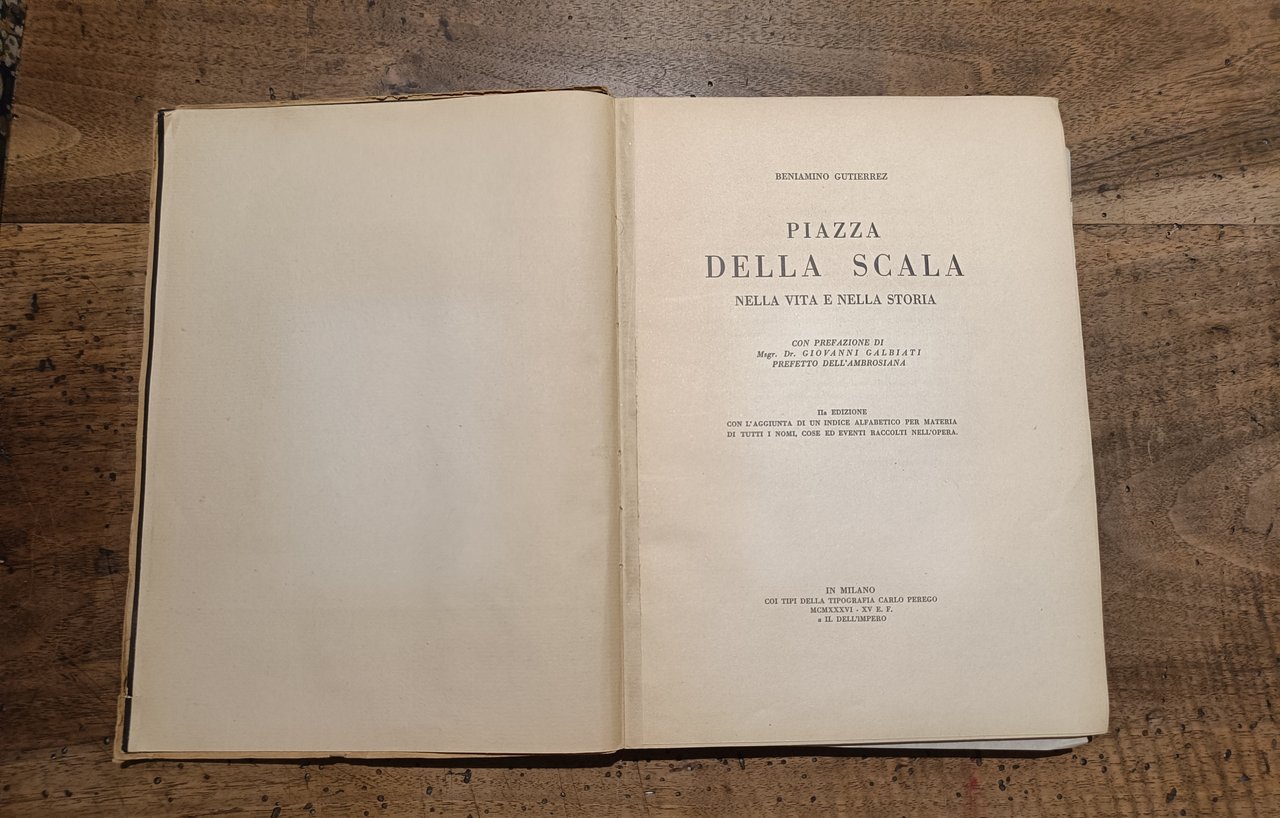 BENIAMINO GUTIERREZ
PIAZZA
DELLA SCALA
NELLA VITA E NELLA STORIA
CON PREFAZIONE DI
Msgr. Dr. GIOVANNI GALBIATI
PREFETTO DELL'AMBROSIANA
IIa EDIZIONE
CON L'AGGIUNTA DI UN INDICE ALFABETICO PER MATERIA
DI TUTTI I NOMI, COSE ED EVENTI RACCOLTI NELL'OPERA.
IN MILANO
COI TIPI DELLA TIPOGRAFIA CARLO PEREGO
MCMXXXVI - XV E. F.
e II. DELL'IMPERO